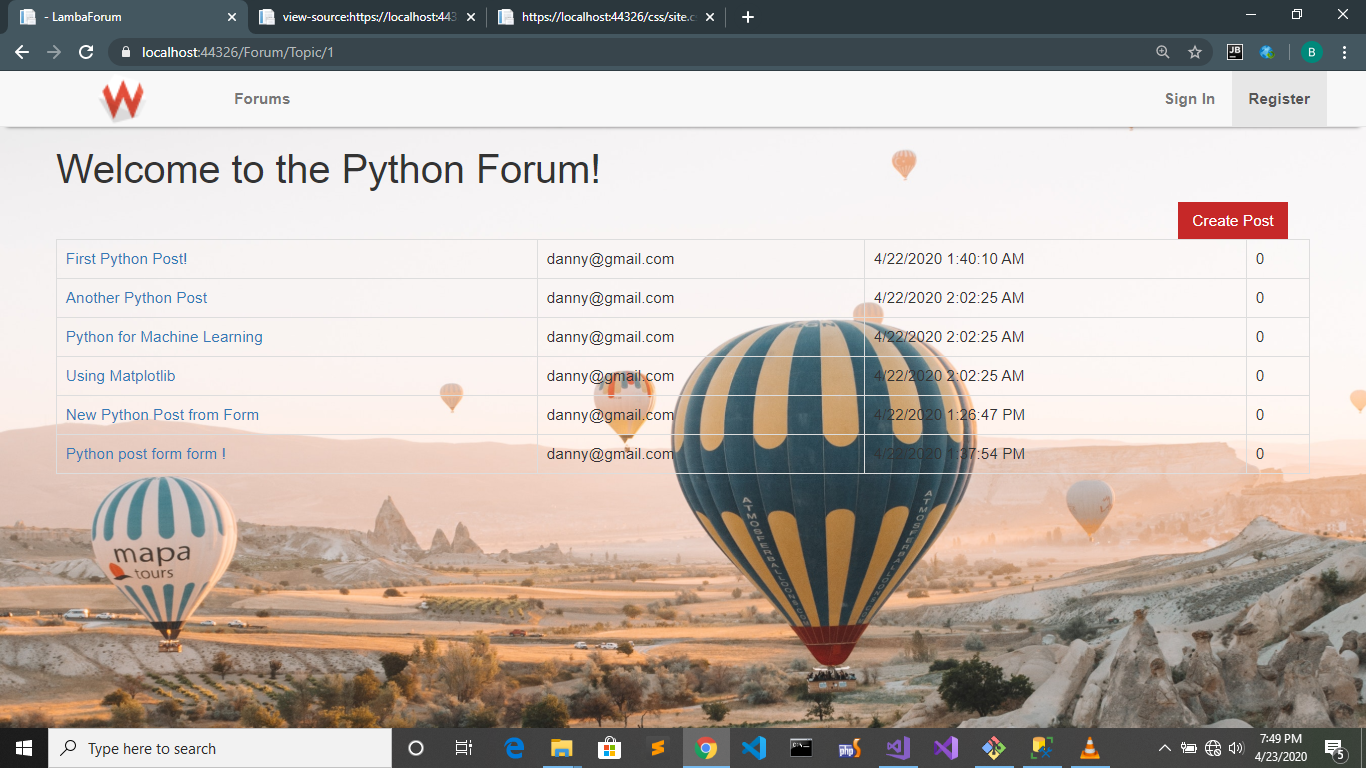 - LambaForum
view-source:https://localhost:443
https://localhost:44326/css/site.c
localhost:44326/Forum/Topic/1
JB
B
Forums
Sign In
Register
Welcome to the Python Forum!
Create Post
First Python Post! danny@gmail.com 4/22/2020 1:40:10 AM 0
Another Python Post danny@gmail.com 4/22/2020 2:02:25 AM 0
Python for Machine Learning danny@gmail.com 4/22/2020 2:02:25 AM 0
Using Matplotlib danny@gmail.com 4/22/2020 2:02:25 AM 0
New Python Post from Form danny@gmail.com 4/22/2020 1:26:47 PM 0
Python post form form ! danny@gmail.com 4/22/2020 1:37:54 PM 0
mapa
tours
ATMOSFERBALLOONS.COM
ATMOSFER
Type here to search
php
7:49 PM
4/23/2020
5